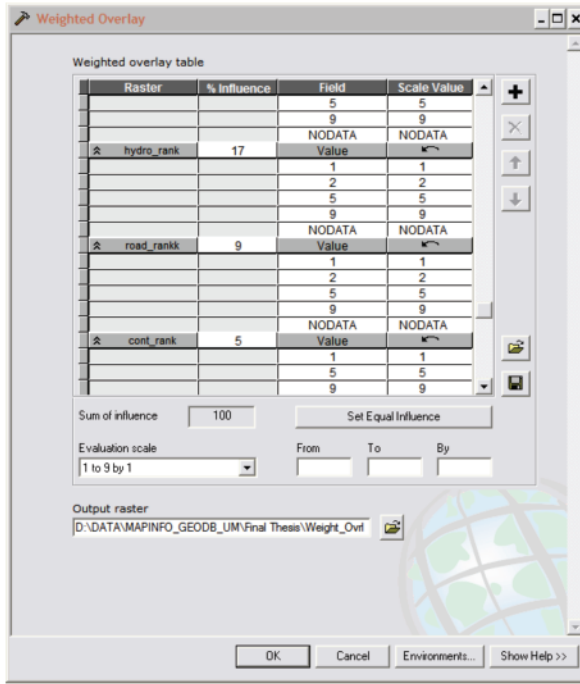 Weighted Overlay
Weighted overlay table
Raster % Influence Field Scale Value
5 5
9 9
NODATA NODATA
hydro_rank 17 Value
1 1
2 2
5 5
9 9
NODATA NODATA
road_rankk 9 Value
1 1
2 2
5 5
9 9
NODATA NODATA
cont_rank 5 Value
1 1
5 5
9 9
Sum of influence 100 Set Equal Influence
Evaluation scale From To By
1 to 9 by 1
Output raster
D:\DATA\MAPINFO_GEODB_UM\Final Thesis\Weight_Ovrl
OK Cancel Environments... Show Help >>